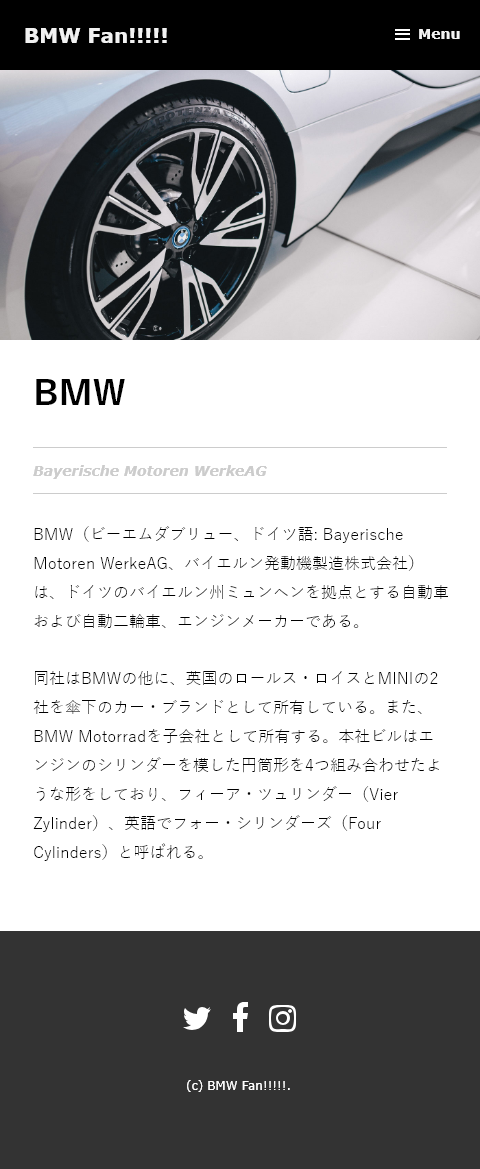 BMW Fan!!!!!
Menu
BMW
Bayerische Motoren WerkeAG
BMW（ビーエムダブリュー、ドイツ語: Bayerische
Motoren WerkeAG、バイエルン発動機製造株式会社）
は、ドイツのバイエルン州ミュンヘンを拠点とする自動車
および自動二輪車、エンジンメーカーである。
同社はBMWの他に、英国のロールス・ロイスとMINIの2
社を傘下のカー・ブランドとして所有している。また、
BMW Motorradを子会社として所有する。本社ビルはエ
ンジンのシリンダーを模した円筒形を4つ組み合わせたよ
うな形をしており、フィーア・ツュリンダー（Vier
Zylinder）、英語でフォー・シリンダーズ（Four
Cylinders）と呼ばれる。
(c) BMW Fan!!!!!.